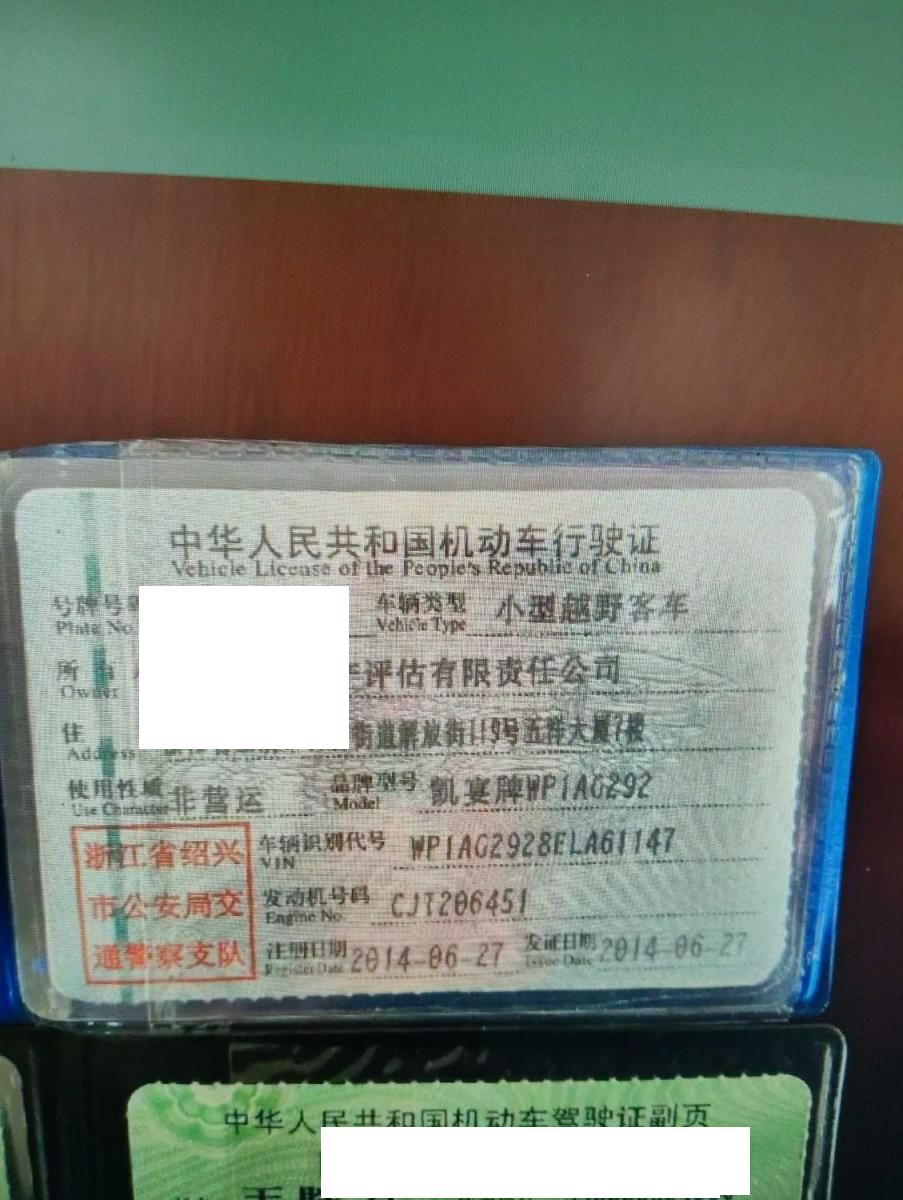 中华人民共和国机动车行驶证
Vehicle License of the People's Republic of China
号牌号
Plate No.
车辆类型 小型越野客车
Vehicle Type
所有
Owner
评估有限责任公司
住
Address
街道解放街119号五祥大厦7楼
使用性质 非营运
Use Character
品牌型号 凯宴牌WP1AG292
Model
浙江省绍兴
市公安局交
通警察支队
车辆识别代号 WP1AG2928ELA61147
VIN
发动机号码 CJT206451
Engine No.
注册日期 2014-06-27
Register Date
发证日期 2014-06-27
Issue Date
中华人民共和国机动车驾驶证副页